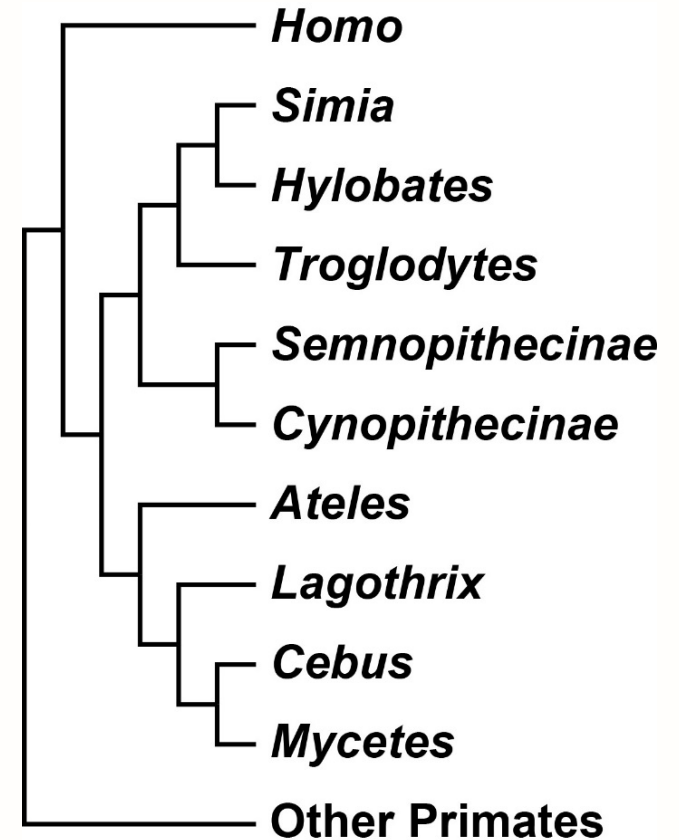 Homo
Simia
Hylobates
Troglodytes
Semnopithecinae
Cynopithecinae
Ateles
Lagothrix
Cebus
Mycetes
Other Primates